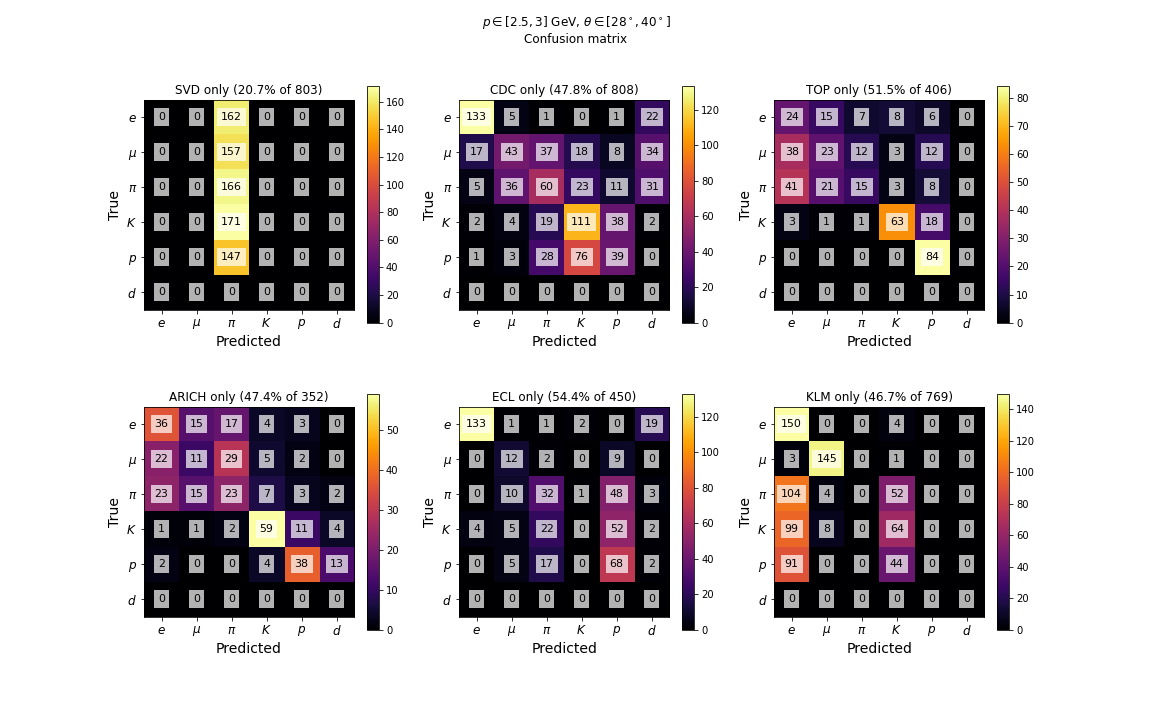 p ∈ [2.5, 3] GeV, θ ∈ [28°, 40°]
Confusion matrix
SVD only (20.7% of 803)
e 0 0 162 0 0 0
μ 0 0 157 0 0 0
π 0 0 166 0 0 0
K 0 0 171 0 0 0
p 0 0 147 0 0 0
d 0 0 0 0 0 0
e μ π K p d
True
Predicted
160
140
120
100
80
60
40
20
0
CDC only (47.8% of 808)
e 133 5 1 0 1 22
μ 17 43 37 18 8 34
π 5 36 60 23 11 31
K 2 4 19 111 38 2
p 1 3 28 76 39 0
d 0 0 0 0 0 0
e μ π K p d
True
Predicted
120
100
80
60
40
20
0
TOP only (51.5% of 406)
e 24 15 7 8 6 0
μ 38 23 12 3 12 0
π 41 21 15 3 8 0
K 3 1 1 63 18 0
p 0 0 0 0 84 0
d 0 0 0 0 0 0
e μ π K p d
True
Predicted
80
70
60
50
40
30
20
10
0
ARICH only (47.4% of 352)
e 36 15 17 4 3 0
μ 22 11 29 5 2 0
π 23 15 23 7 3 2
K 1 1 2 59 11 4
p 2 0 0 4 38 13
d 0 0 0 0 0 0
e μ π K p d
True
Predicted
50
40
30
20
10
0
ECL only (54.4% of 450)
e 133 1 1 2 0 19
μ 0 12 2 0 9 0
π 0 10 32 1 48 3
K 4 5 22 0 52 2
p 0 5 17 0 68 2
d 0 0 0 0 0 0
e μ π K p d
True
Predicted
120
100
80
60
40
20
0
KLM only (46.7% of 769)
e 150 0 0 4 0 0
μ 3 145 0 1 0 0
π 104 4 0 52 0 0
K 99 8 0 64 0 0
p 91 0 0 44 0 0
d 0 0 0 0 0 0
e μ π K p d
True
Predicted
140
120
100
80
60
40
20
0